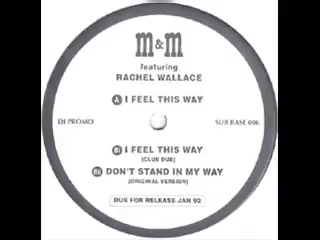 m&m
featuring
RACHEL WALLACE
A I FEEL THIS WAY
DJ PROMO
SUB BASE 006
B1 I FEEL THIS WAY
[CLUB DUB]
B2 DON'T STAND IN MY WAY
[ORIGINAL VERSION]
DUE FOR RELEASE JAN 92